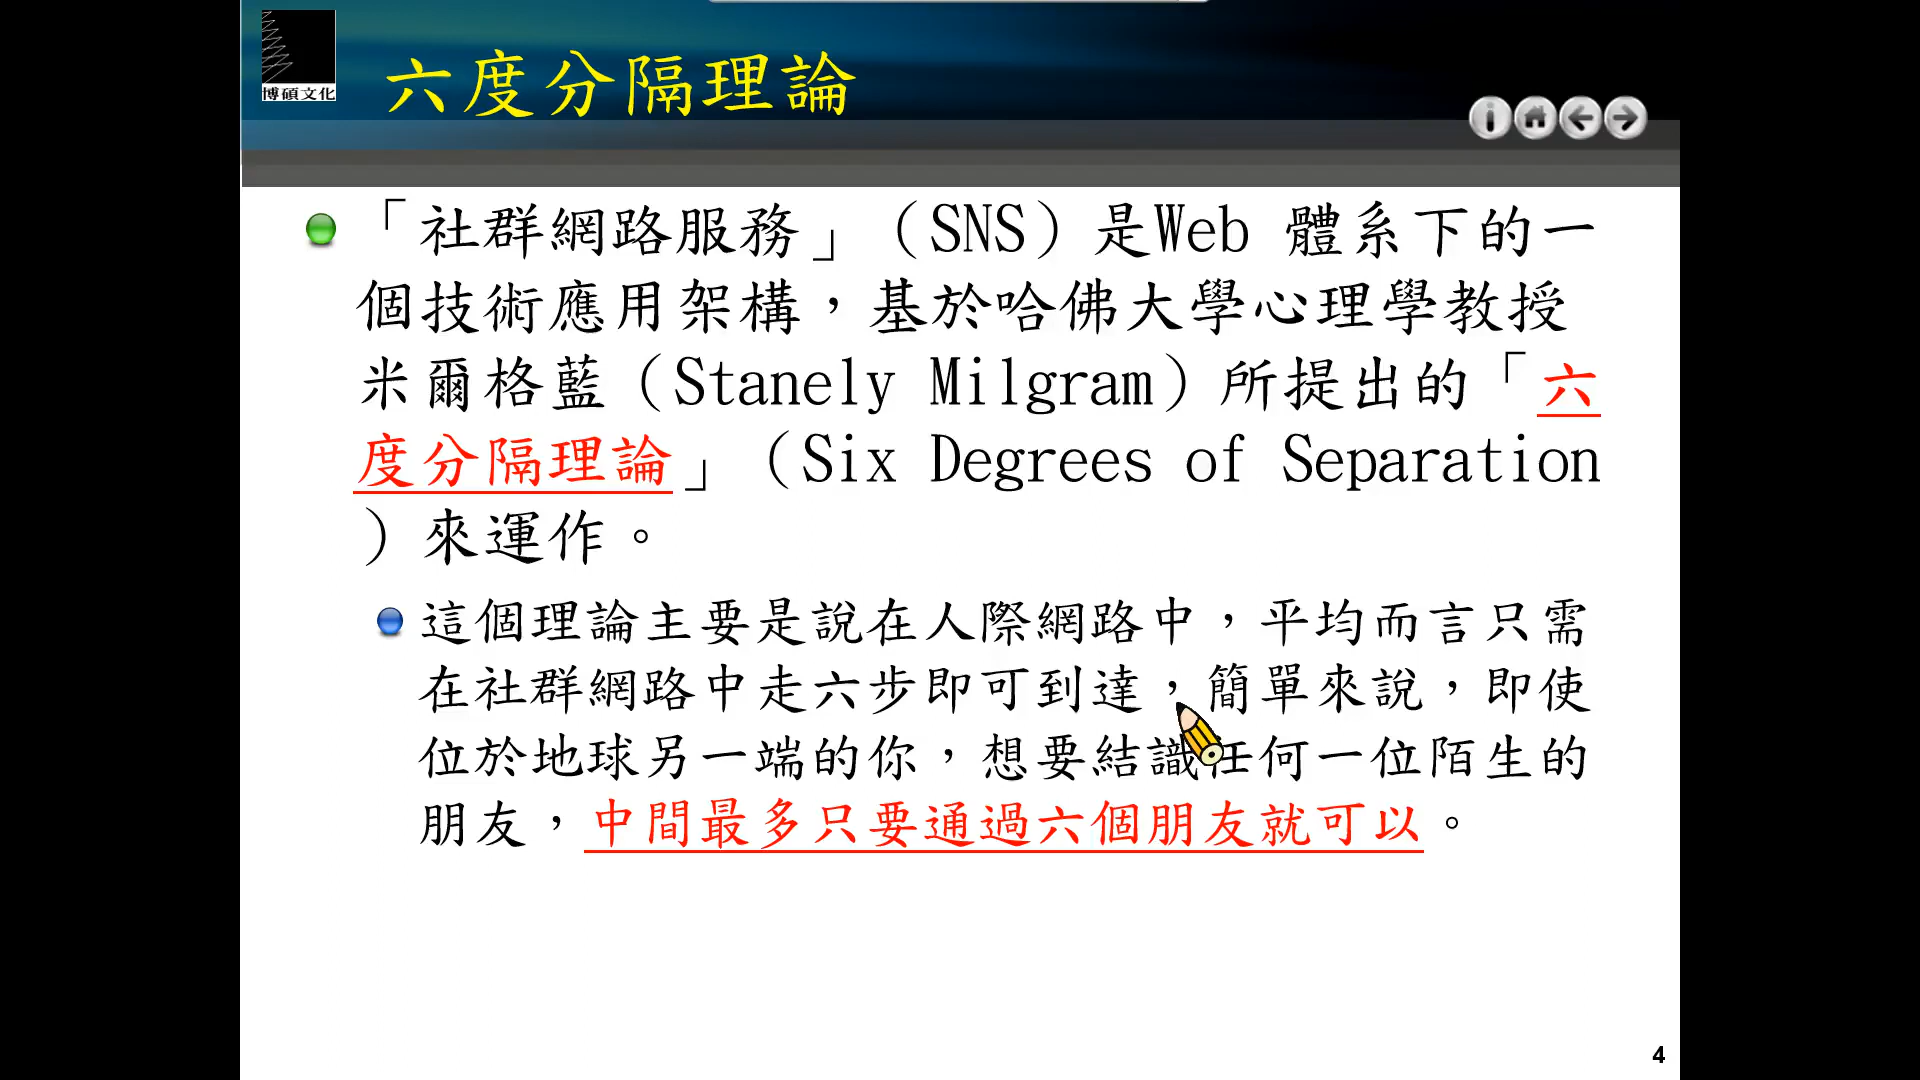 博碩文化
六度分隔理論
「社群網路服務」（SNS）是Web 體系下的一
個技術應用架構，基於哈佛大學心理學教授
米爾格藍（Stanely Milgram）所提出的「六
度分隔理論」（Six Degrees of Separation
）來運作。
這個理論主要是說在人際網路中，平均而言只需
在社群網路中走六步即可到達，簡單來說，即使
位於地球另一端的你，想要結識任何一位陌生的
朋友，中間最多只要通過六個朋友就可以。
4